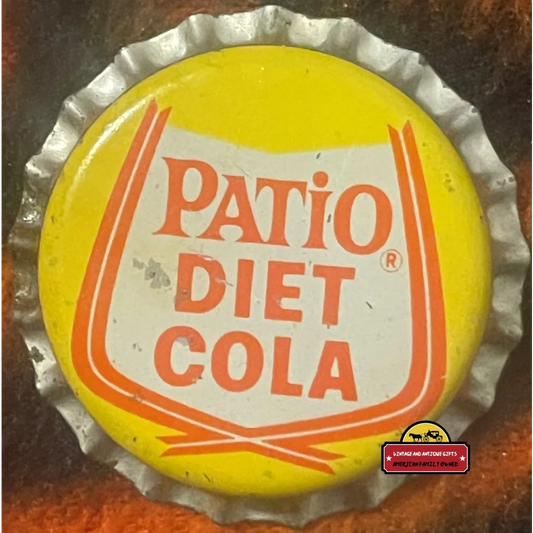 PATiO
®
DIET
COLA
VINTAGE AND ANTIQUE GIFTS
AMERICAN FAMILY OWNED